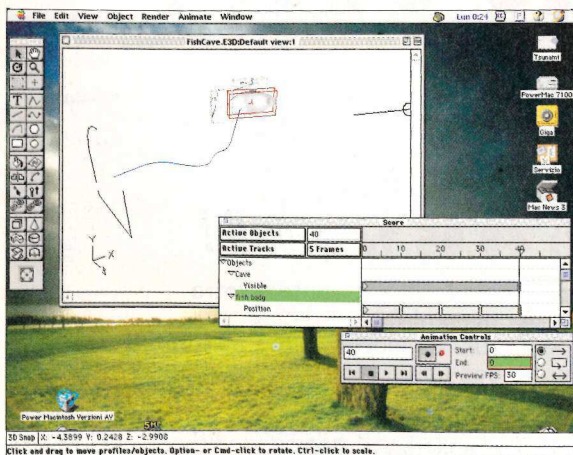 File Edit View Object Render Animate Window
Lun 0:24
FishCave.E3D:Default view:1
Tsunami
PowerMac 7100
Giga
Servizio
Mac News 3
Score
Active Objects 40
Active Tracks 5 Frames 0 10 20 30 40
Objects
Cave
Visible
fish body
Position
Y
X
Animation Controls
40
Start: 0
End: 0
Preview FPS: 30
Power Macintosh Versioni AV
3D Snap X: -4.3899 Y: 0.2428 Z: -2.9908
Click and drag to move profiles/objects. Option- or Cmd-click to rotate. Ctrl-click to scale.